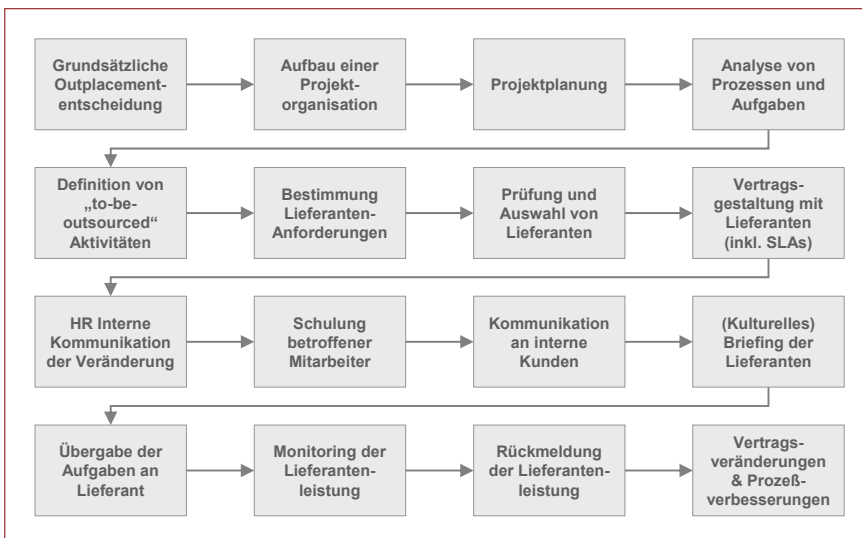 Grundsätzliche
Outplacement-
entscheidung
Aufbau einer
Projekt-
organisation
Projektplanung
Analyse von
Prozessen und
Aufgaben
Definition von
„to-be-
outsourced“
Aktivitäten
Bestimmung
Lieferanten-
Anforderungen
Prüfung und
Auswahl von
Lieferanten
Vertrags-
gestaltung mit
Lieferanten
(inkl. SLAs)
HR Interne
Kommunikation
der Veränderung
Schulung
betroffener
Mitarbeiter
Kommunikation
an interne
Kunden
(Kulturelles)
Briefing der
Lieferanten
Übergabe der
Aufgaben an
Lieferant
Monitoring der
Lieferanten-
leistung
Rückmeldung
der Lieferanten-
leistung
Vertrags-
veränderungen
& Prozeß-
verbesserungen